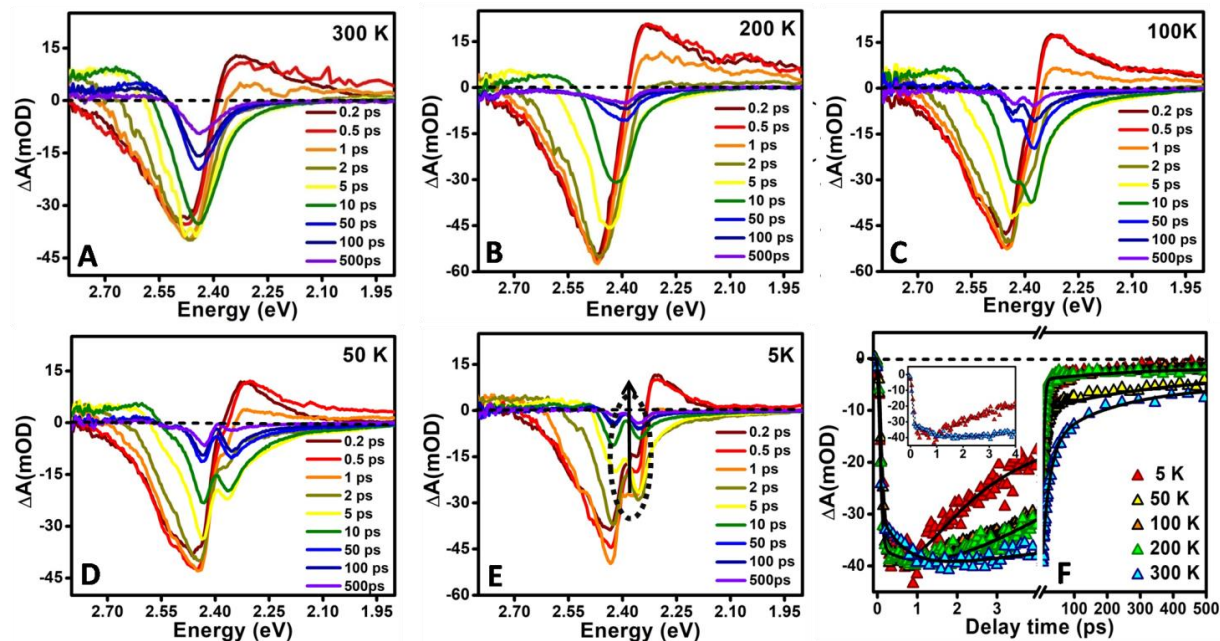 300 K
15
0
-15
-30
-45
ΔA(mOD)
0.2 ps
0.5 ps
1 ps
2 ps
5 ps
10 ps
50 ps
100 ps
500ps
A
2.70 2.55 2.40 2.25 2.10 1.95
Energy (eV)
200 K
15
0
-15
-30
-45
-60
ΔA(mOD)
0.2 ps
0.5 ps
1 ps
2 ps
5 ps
10 ps
50 ps
100 ps
500ps
B
2.70 2.55 2.40 2.25 2.10 1.95
Energy (eV)
100K
15
0
-15
-30
-45
-60
ΔA(mOD)
0.2 ps
0.5 ps
1 ps
2 ps
5 ps
10 ps
50 ps
100 ps
500ps
C
2.70 2.55 2.40 2.25 2.10 1.95
Energy (eV)
50 K
15
0
-15
-30
-45
ΔA(mOD)
0.2 ps
0.5 ps
1 ps
2 ps
5 ps
10 ps
50 ps
100 ps
500ps
D
2.70 2.55 2.40 2.25 2.10 1.95
Energy (eV)
5K
15
0
-15
-30
-45
-60
ΔA(mOD)
0.2 ps
0.5 ps
1 ps
2 ps
5 ps
10 ps
50 ps
100 ps
500ps
E
2.70 2.55 2.40 2.25 2.10 1.95
Energy (eV)
0
-10
-20
-30
-40
ΔA(mOD)
0
-10
-20
-30
-40
0 1 2 3 4
5 K
50 K
100 K
200 K
300 K
F
0 1 2 3 100 200 300 400 500
Delay time (ps)